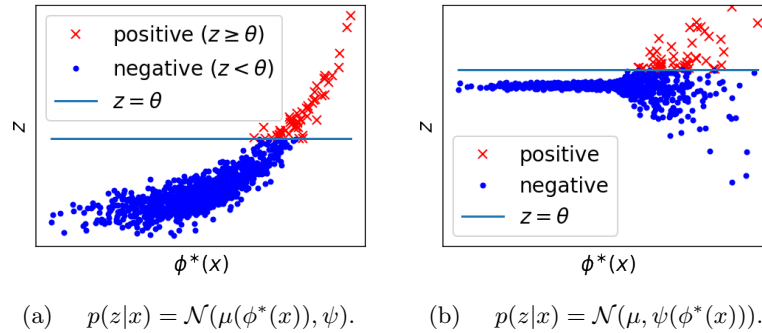 positive (z ≥ θ)
negative (z < θ)
z = θ
z
ϕ*(x)
positive
negative
z = θ
z
ϕ*(x)
(a) p(z|x) = 𝒩(μ(ϕ*(x)), ψ).
(b) p(z|x) = 𝒩(μ, ψ(ϕ*(x))).